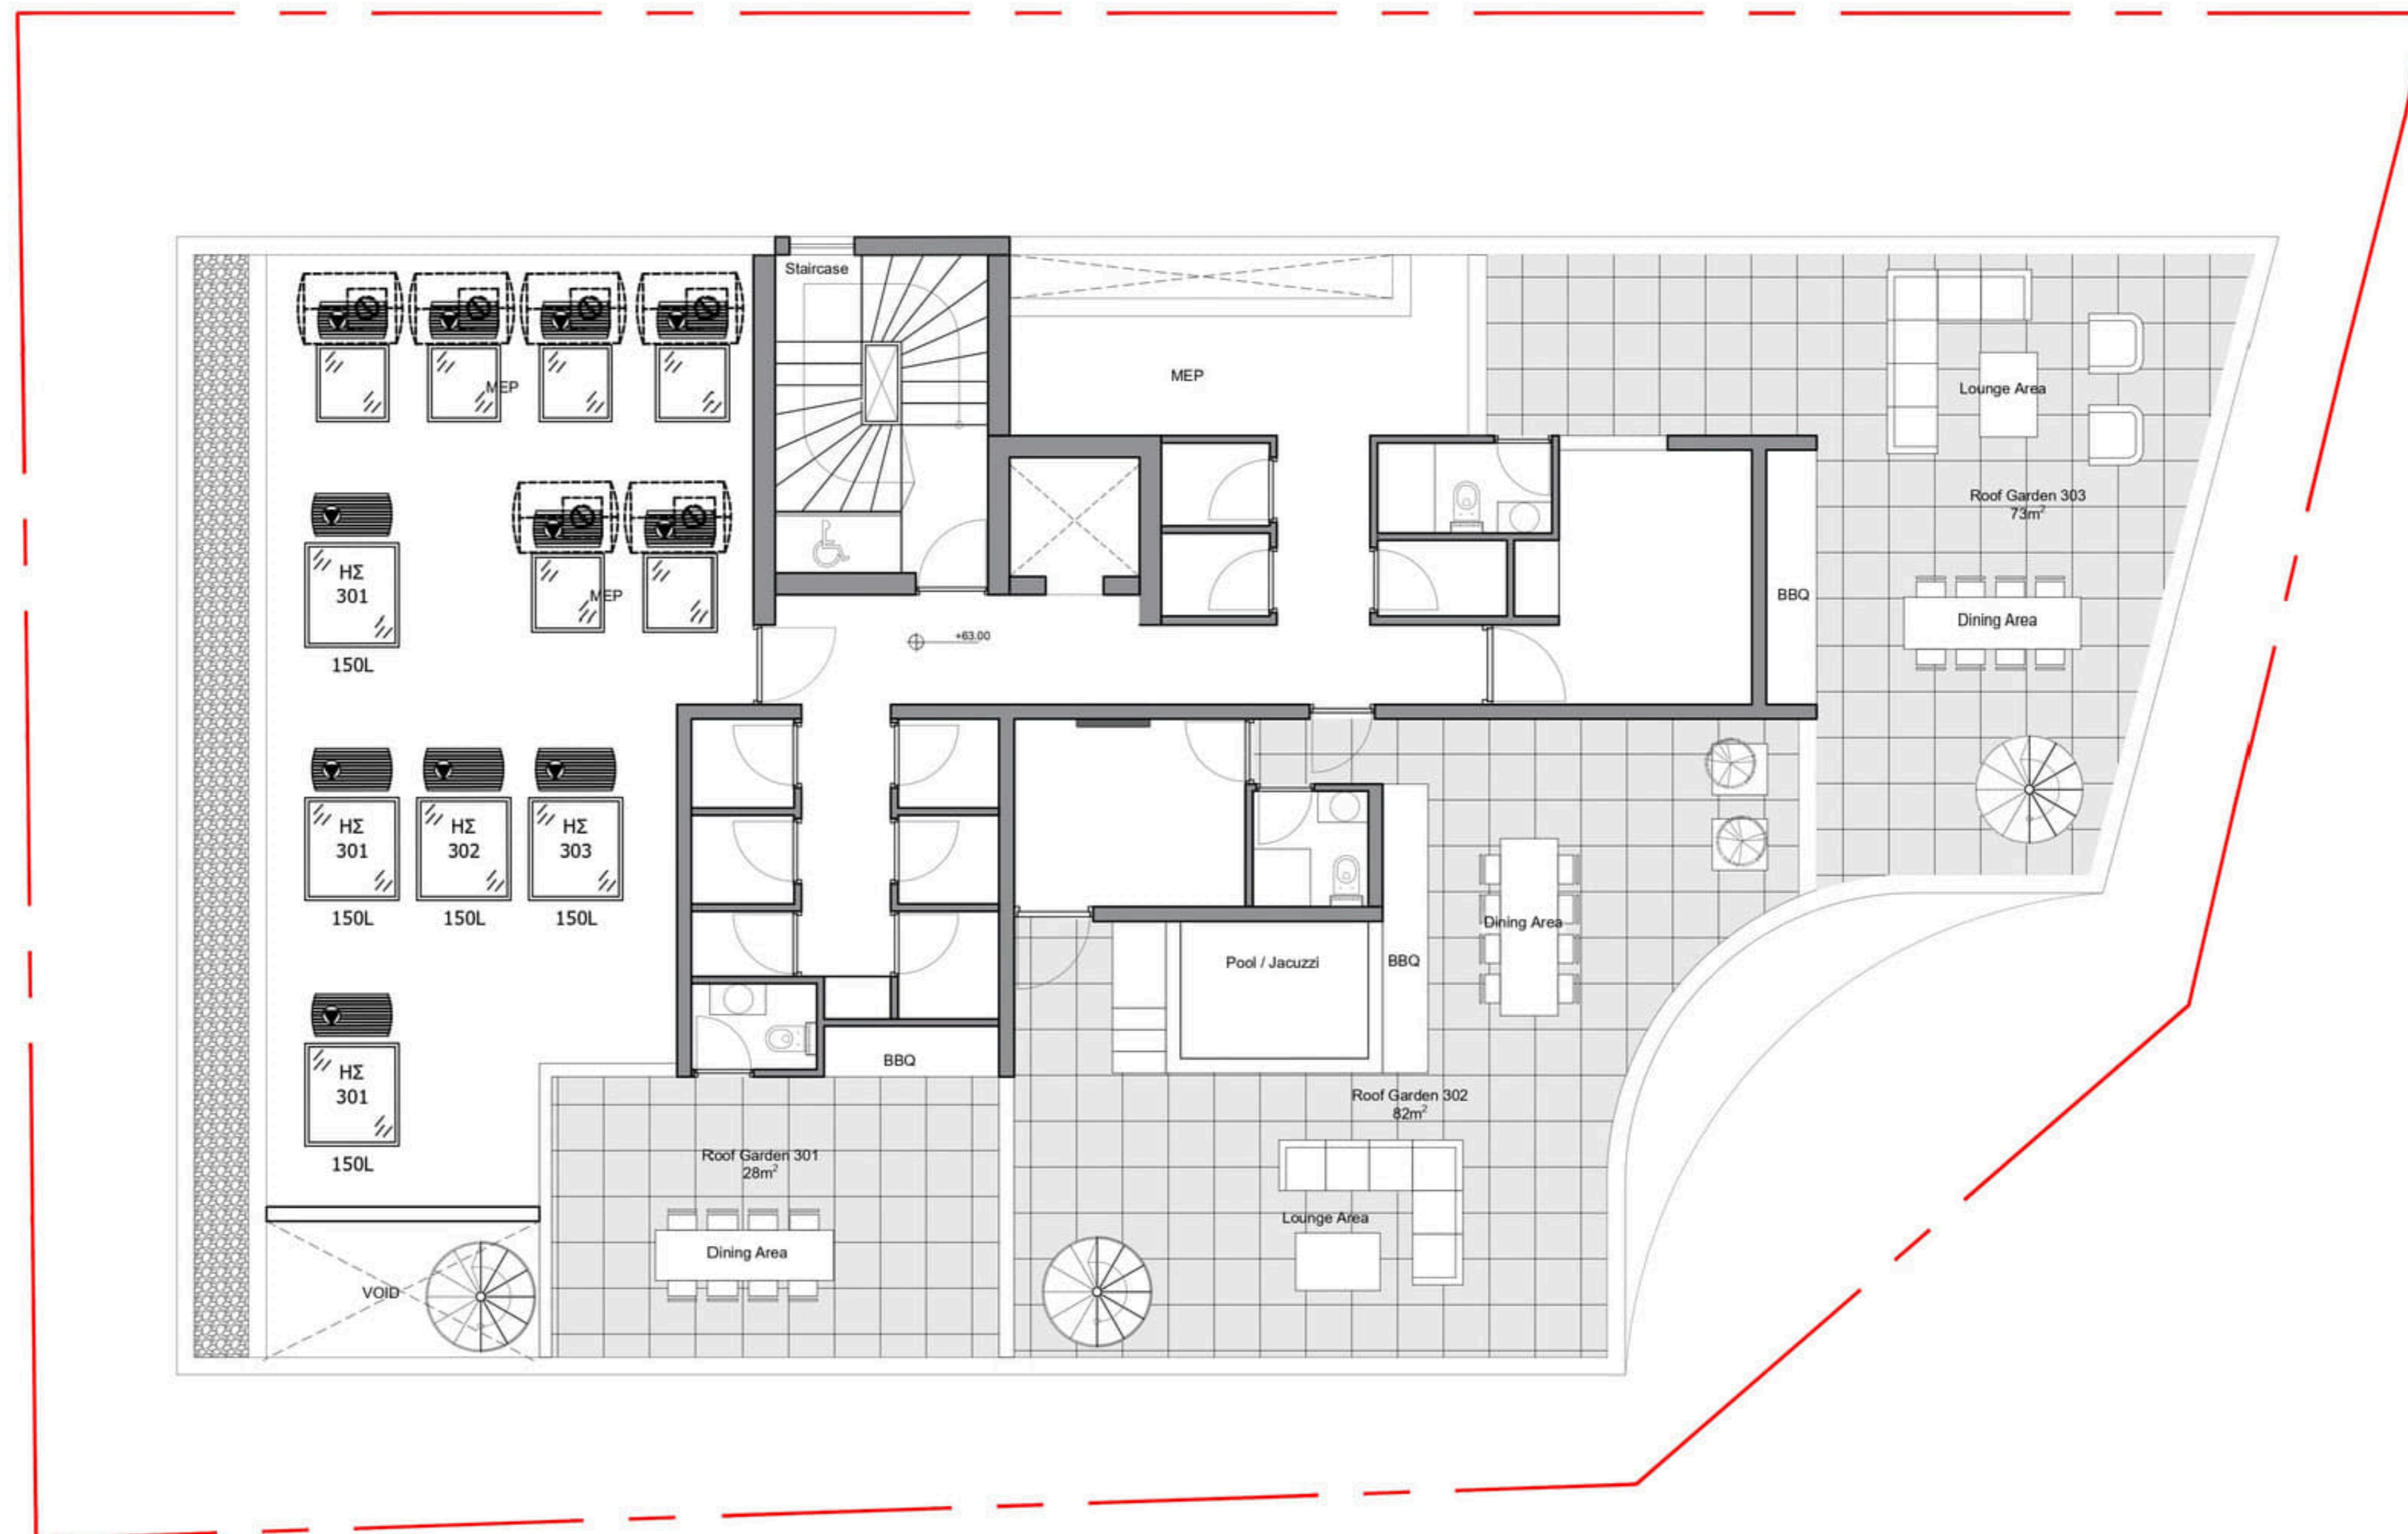 Staircase
MEP
MEP
Lounge Area
Roof Garden 303
73m²
ΗΣ
301
150L
MEP
BBQ
Dining Area
+63.00
ΗΣ
301
150L
ΗΣ
302
150L
ΗΣ
303
150L
Dining Area
Pool / Jacuzzi
BBQ
ΗΣ
301
150L
BBQ
Roof Garden 302
82m²
Roof Garden 301
28m²
Lounge Area
Dining Area
VOID